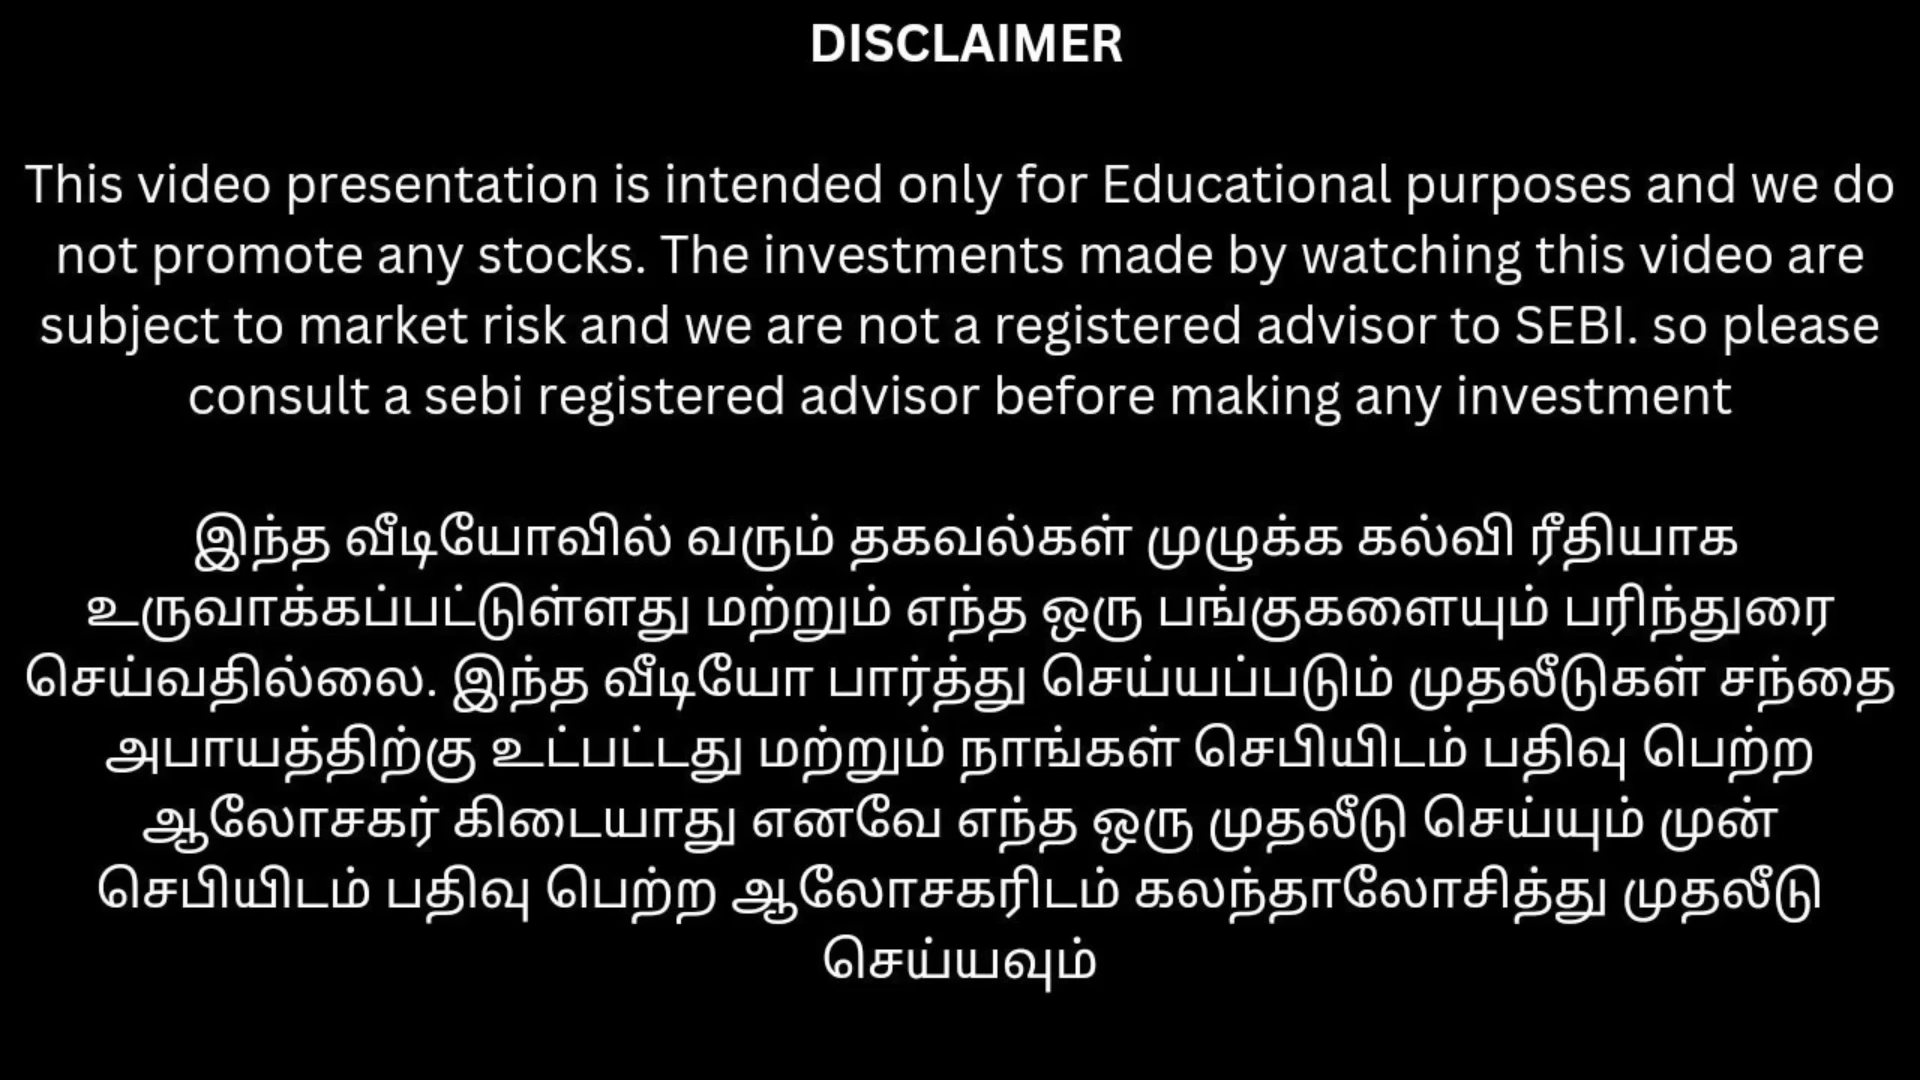 DISCLAIMER
This video presentation is intended only for Educational purposes and we do
not promote any stocks. The investments made by watching this video are
subject to market risk and we are not a registered advisor to SEBI. so please
consult a sebi registered advisor before making any investment
இந்த வீடியோவில் வரும் தகவல்கள் முழுக்க கல்வி ரீதியாக
உருவாக்கப்பட்டுள்ளது மற்றும் எந்த ஒரு பங்குகளையும் பரிந்துரை
செய்வதில்லை. இந்த வீடியோ பார்த்து செய்யப்படும் முதலீடுகள் சந்தை
அபாயத்திற்கு உட்பட்டது மற்றும் நாங்கள் செபியிடம் பதிவு பெற்ற
ஆலோசகர் கிடையாது எனவே எந்த ஒரு முதலீடு செய்யும் முன்
செபியிடம் பதிவு பெற்ற ஆலோசகரிடம் கலந்தாலோசித்து முதலீடு
செய்யவும்